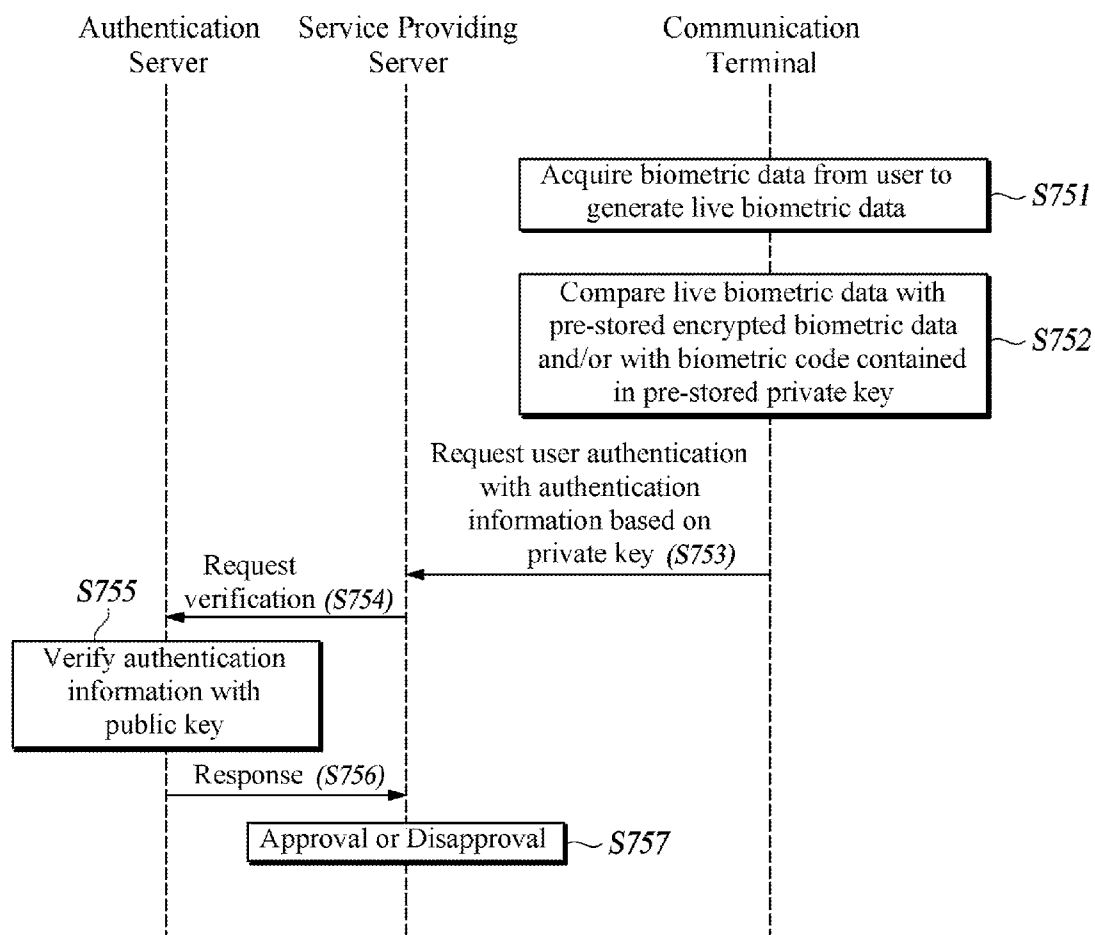 Authentication
Server
Service Providing
Server
Communication
Terminal
Acquire biometric data from user to
generate live biometric data
S751
Compare live biometric data with
pre-stored encrypted biometric data
and/or with biometric code contained
in pre-stored private key
S752
Request user authentication
with authentication
information based on
private key (S753)
Request
verification (S754)
S755
Verify authentication
information with
public key
Response (S756)
Approval or Disapproval
S757